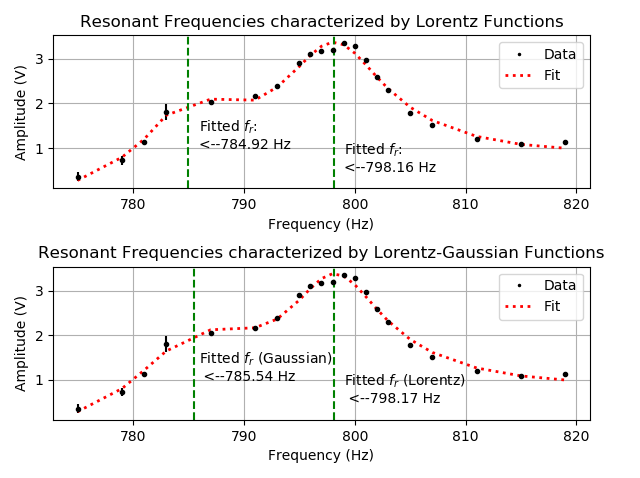 Resonant Frequencies characterized by Lorentz Functions
Amplitude (V)
3
2
1
Data
Fit
Fitted f_r:
<--784.92 Hz
Fitted f_r:
<--798.16 Hz
780 790 800 810 820
Frequency (Hz)
Resonant Frequencies characterized by Lorentz-Gaussian Functions
Amplitude (V)
3
2
1
Data
Fit
Fitted f_r (Gaussian)
<--785.54 Hz
Fitted f_r (Lorentz)
<--798.17 Hz
780 790 800 810 820
Frequency (Hz)